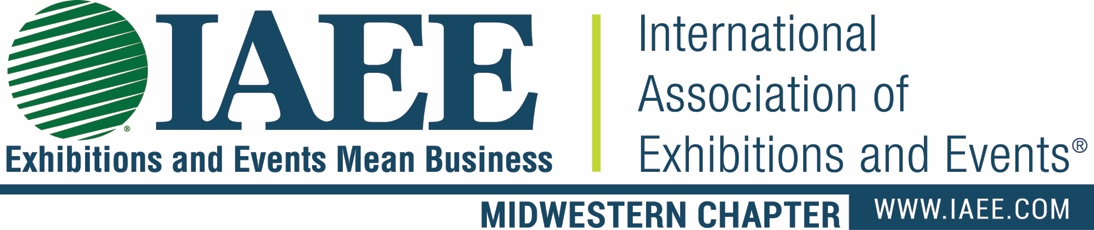 IAEE
®
Exhibitions and Events Mean Business
International
Association of
Exhibitions and Events®
MIDWESTERN CHAPTER
WWW.IAEE.COM